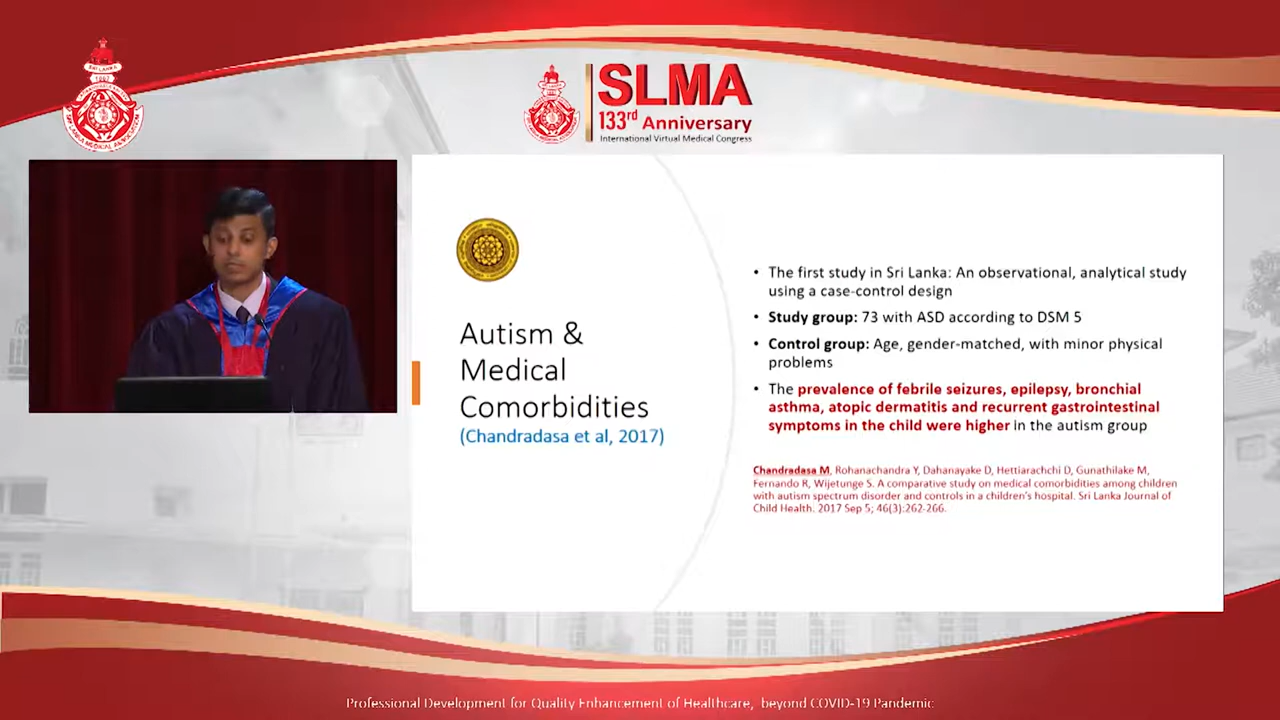 SRI LANKA
SRI LANKA MEDICAL ASSOCIATION
SLMA
133rd Anniversary
International Virtual Medical Congress
Autism &
Medical
Comorbidities
(Chandradasa et al, 2017)
• The first study in Sri Lanka: An observational, analytical study
using a case-control design
• Study group: 73 with ASD according to DSM 5
• Control group: Age, gender-matched, with minor physical
problems
• The prevalence of febrile seizures, epilepsy, bronchial
asthma, atopic dermatitis and recurrent gastrointestinal
symptoms in the child were higher in the autism group
Chandradasa M, Rohanachandra Y, Dahanayake D, Hettiarachchi D, Gunathilake M,
Fernando R, Wijetunge S. A comparative study on medical comorbidities among children
with autism spectrum disorder and controls in a children's hospital. Sri Lanka Journal of
Child Health. 2017 Sep 5; 46(3):262-266.
Professional Development for Quality Enhancement of Healthcare, beyond COVID-19 Pandemic